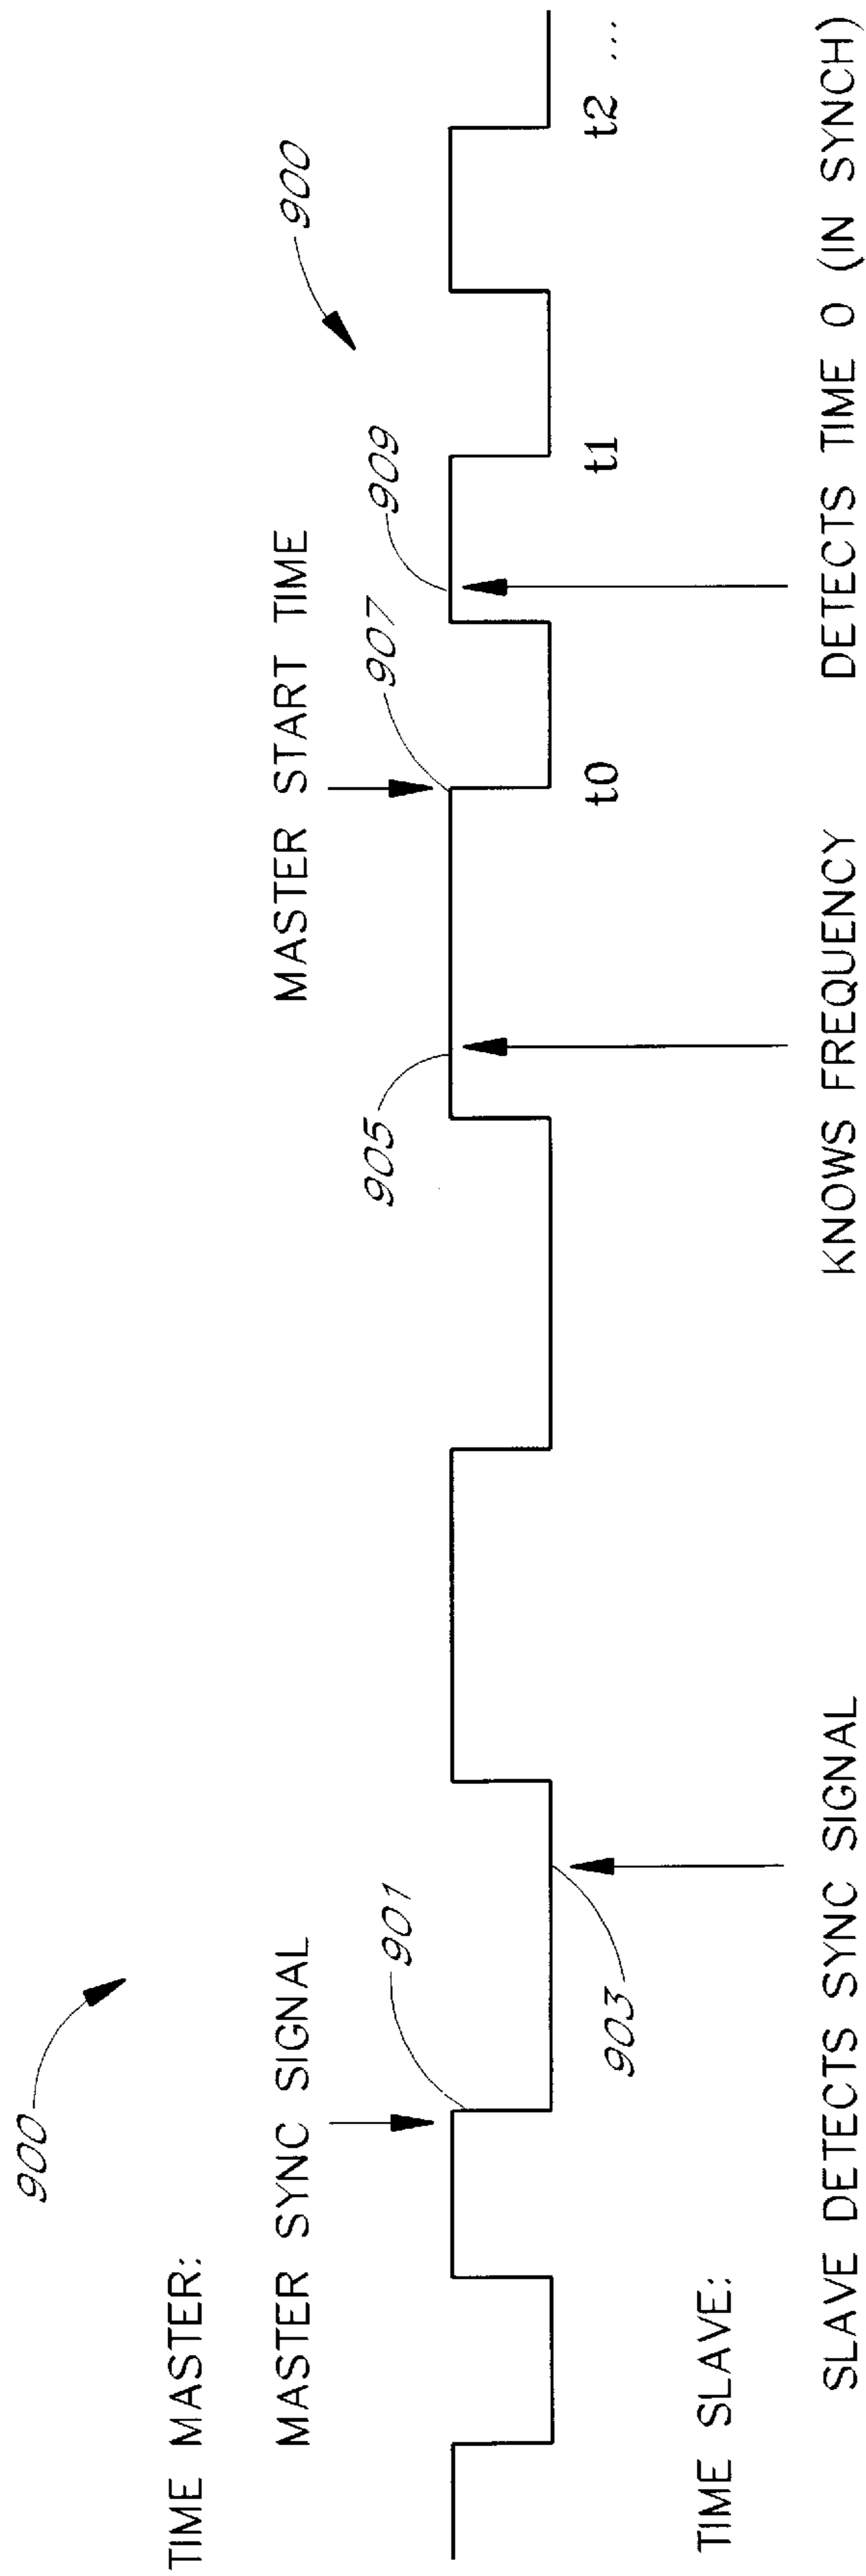 900
TIME MASTER:
MASTER SYNC SIGNAL
MASTER START TIME
900
901
905
907
909
903
t0
t1
t2 ...
TIME SLAVE:
SLAVE DETECTS SYNC SIGNAL
KNOWS FREQUENCY
DETECTS TIME 0 (IN SYNCH)